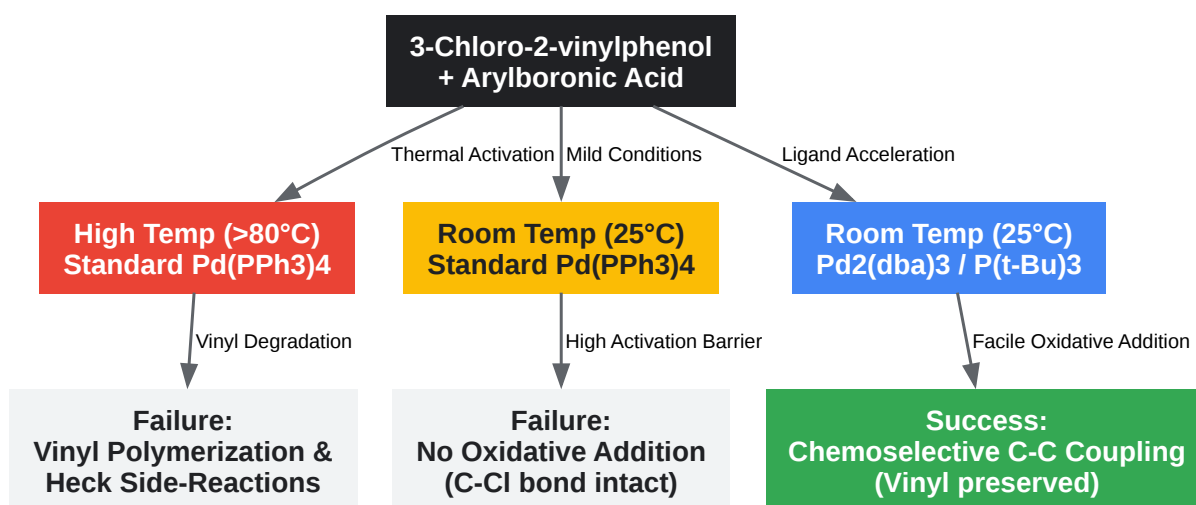 3-Chloro-2-vinylphenol
+ Arylboronic Acid
Thermal Activation
Mild Conditions
Ligand Acceleration
High Temp (>80°C)
Standard Pd(PPh3)4
Room Temp (25°C)
Standard Pd(PPh3)4
Room Temp (25°C)
Pd2(dba)3 / P(t-Bu)3
Vinyl Degradation
High Activation Barrier
Facile Oxidative Addition
Failure:
Vinyl Polymerization &
Heck Side-Reactions
Failure:
No Oxidative Addition
(C-Cl bond intact)
Success:
Chemoselective C-C Coupling
(Vinyl preserved)